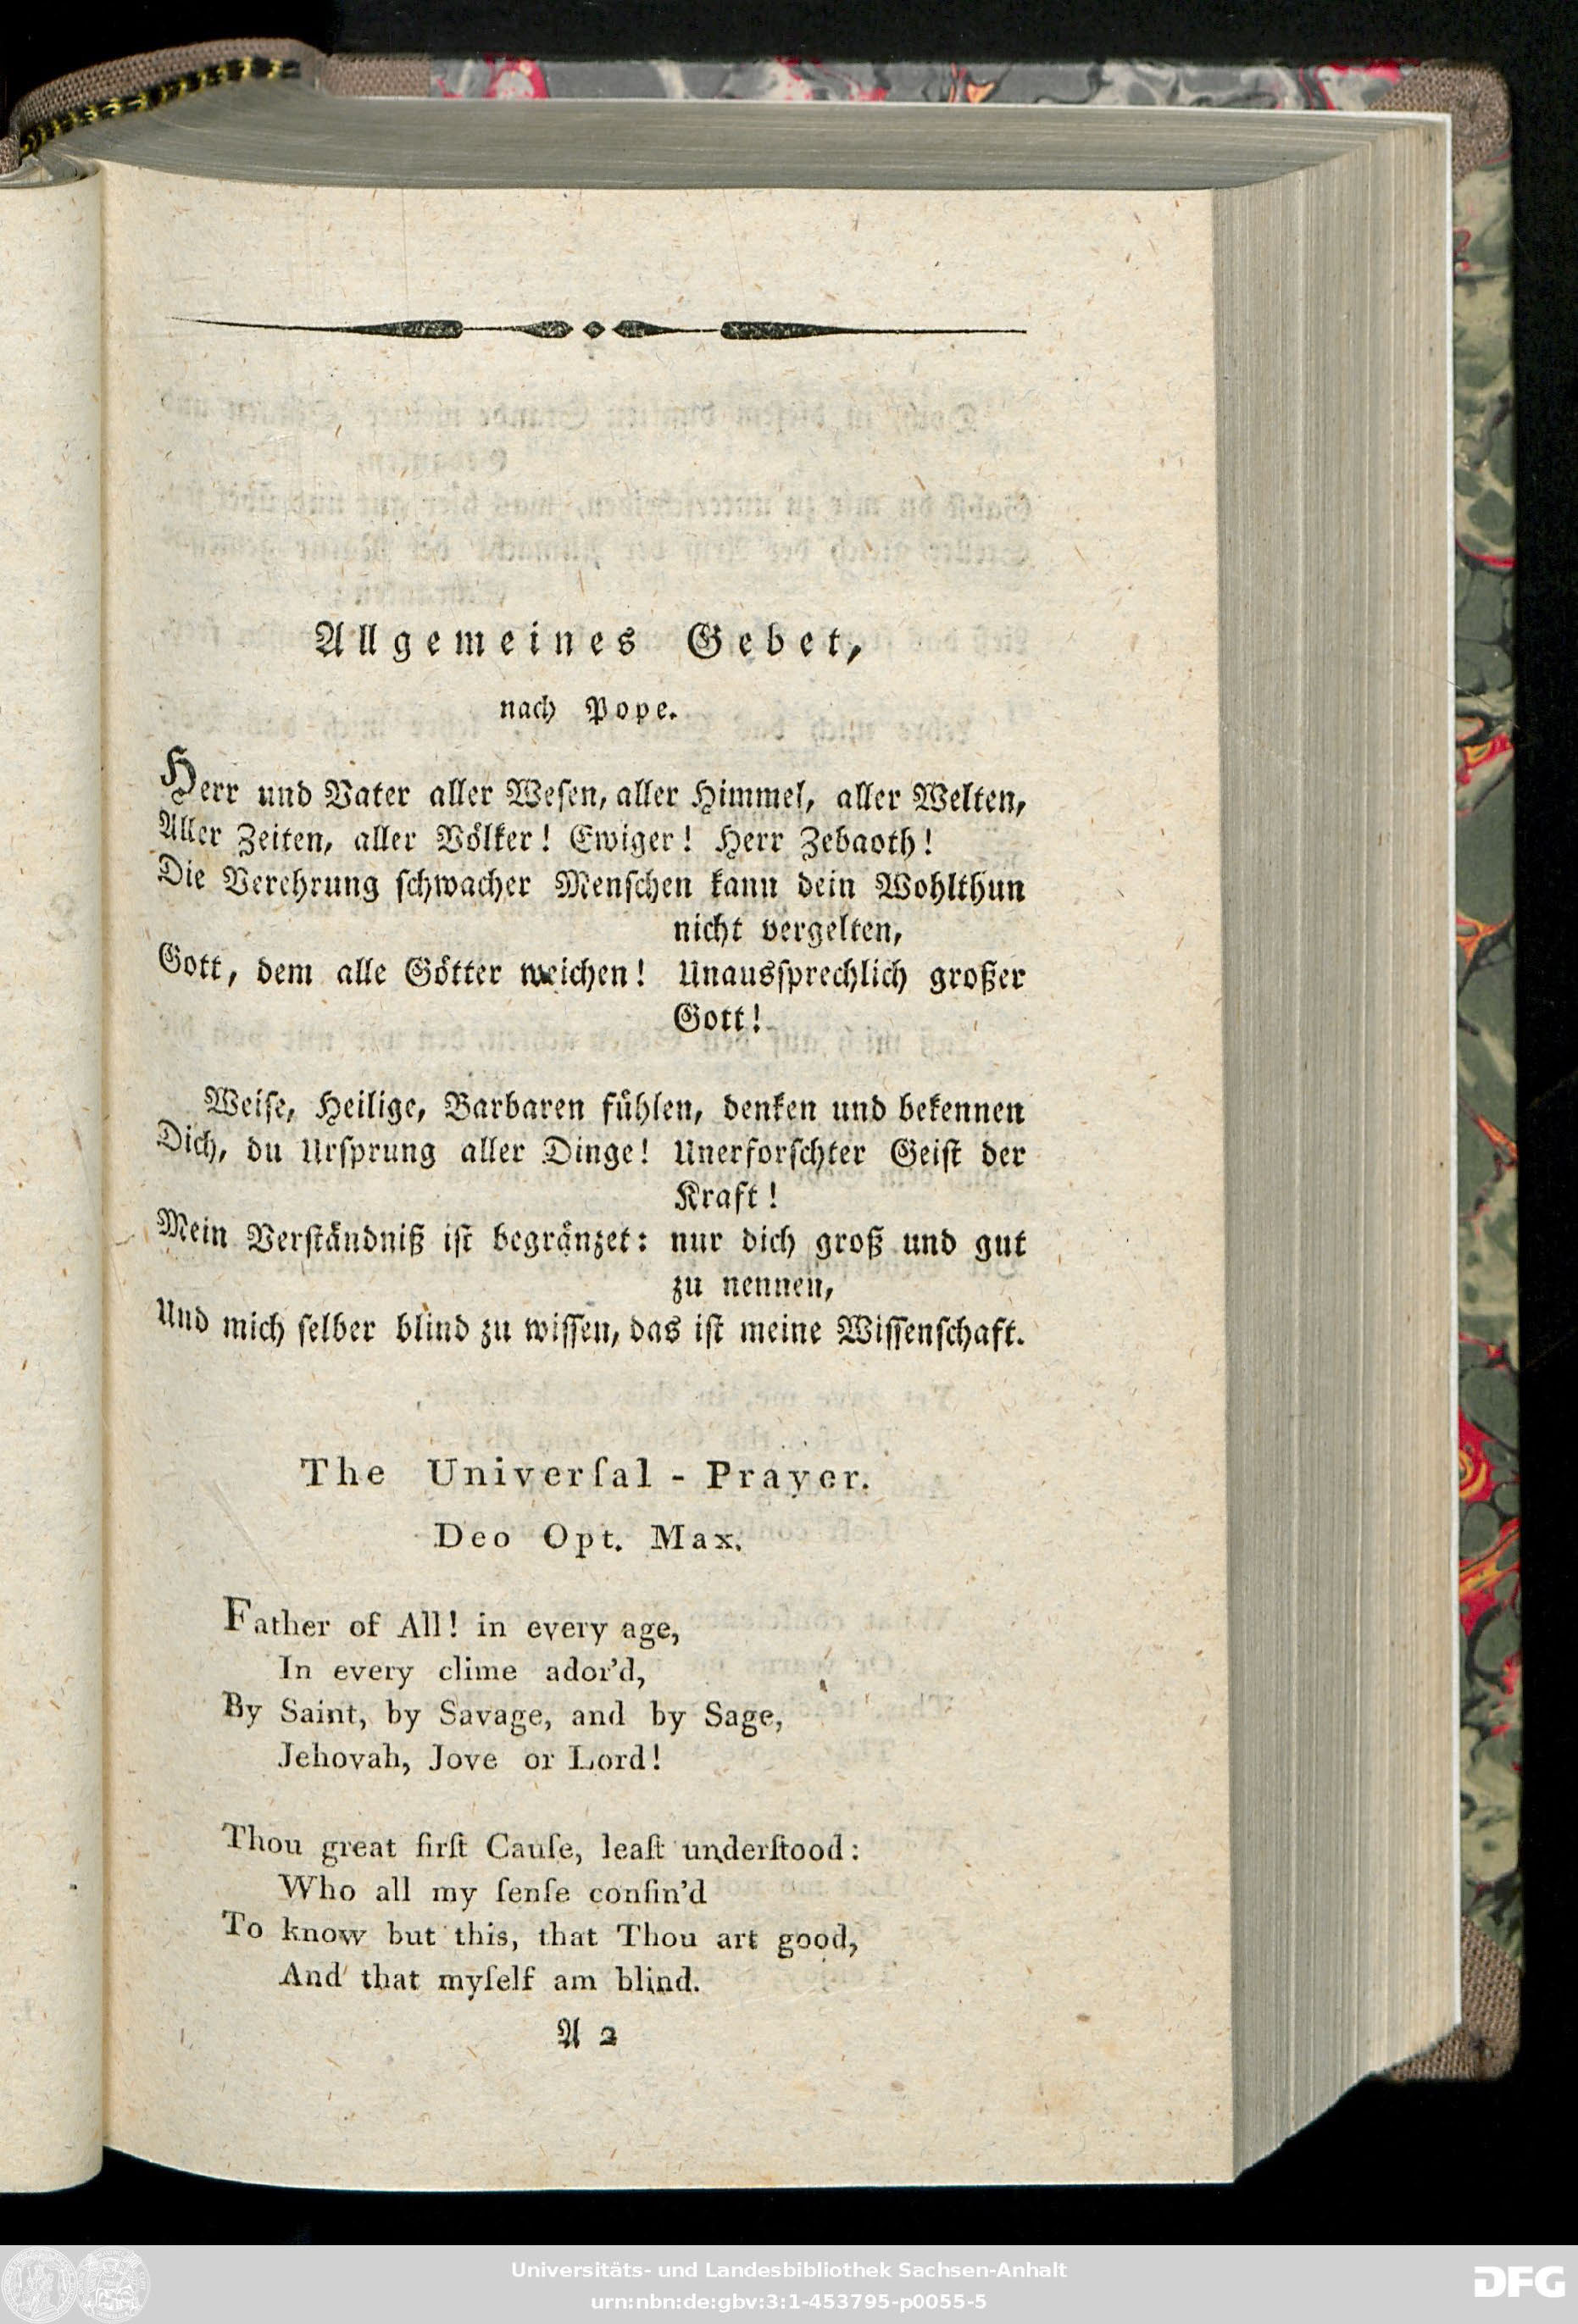 Allgemeines Gebet,
nach Pope.
Herr und Vater aller Weſen, aller Himmel, aller Welten,
Aller Zeiten, aller Völker! Ewiger! Herr Zebaoth!
Die Verehrung ſchwacher Menſchen kann dein Wohlthun
nicht vergelten,
Gott, dem alle Götter weichen! Unausſprechlich großer
Gott!
Weiſe, Heilige, Barbaren fühlen, denken und bekennen
Dich, du Urſprung aller Dinge! Unerforſchter Geiſt der
Kraft!
Mein Verſtändniß iſt begränzet: nur dich groß und gut
zu nennen,
Und mich ſelber blind zu wiſſen, das iſt meine Wiſſenſchaft.
The Univerſal-Prayer.
Deo Opt. Max.
Father of All! in every age,
In every clime ador'd,
By Saint, by Savage, and by Sage,
Jehovah, Jove or Lord!
Thou great firſt Cauſe, leaſt underſtood:
Who all my ſenſe confin'd
To know but this, that Thou art good,
And that myſelf am blind.
A 2
Universitäts- und Landesbibliothek Sachsen-Anhalt
urn:nbn:de:gbv:3:1-453795-p0055-5
DFG